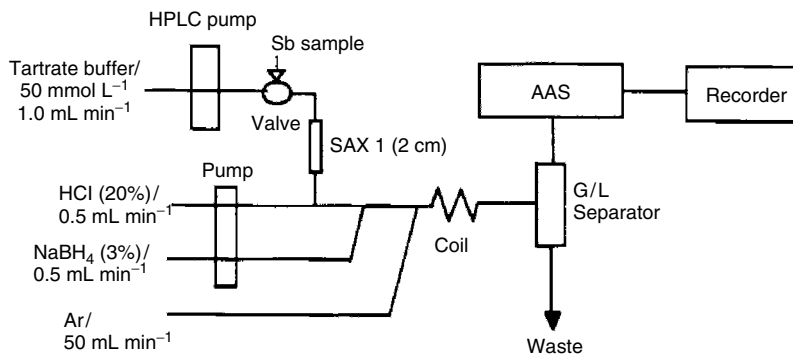 HPLC pump
Sb sample
Tartrate buffer/
50 mmol L⁻¹
1.0 mL min⁻¹
Valve
AAS
Recorder
SAX 1 (2 cm)
Pump
HCl (20%)/
0.5 mL min⁻¹
G/L
Separator
Coil
NaBH₄ (3%)/
0.5 mL min⁻¹
Ar/
50 mL min⁻¹
Waste